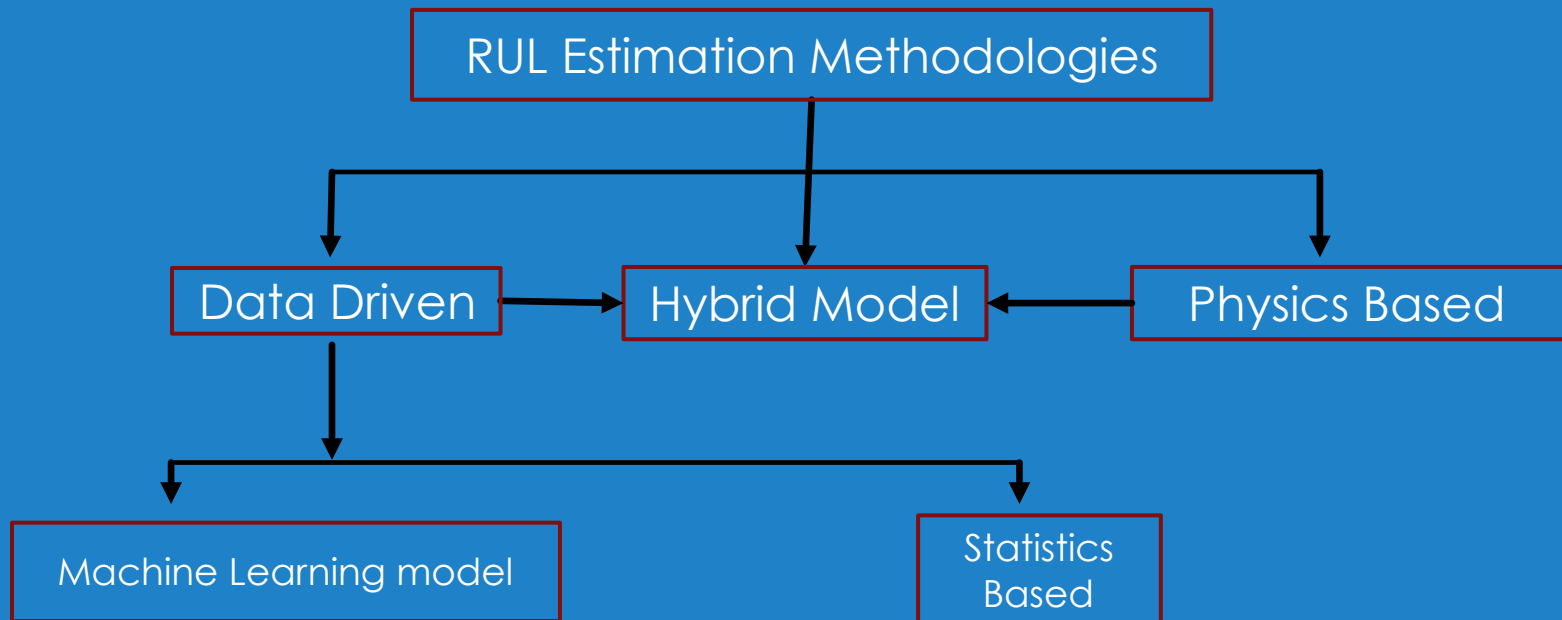 RUL Estimation Methodologies
Data Driven
Hybrid Model
Physics Based
Machine Learning model
Statistics
Based